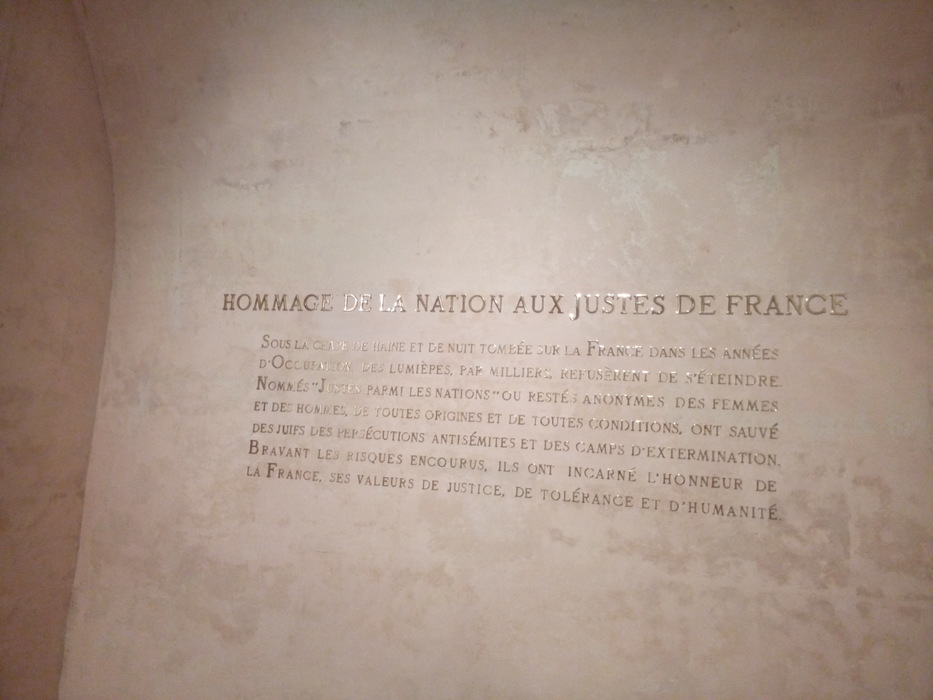 HOMMAGE DE LA NATION AUX JUSTES DE FRANCE
SOUS LA CHAPE DE HAINE ET DE NUIT TOMBÉE SUR LA FRANCE DANS LES ANNÉES
D'OCCUPATION, DES LUMIÈRES, PAR MILLIERS, REFUSÈRENT DE S'ÉTEINDRE.
NOMMÉS "JUSTES PARMI LES NATIONS" OU RESTÉS ANONYMES DES FEMMES
ET DES HOMMES, DE TOUTES ORIGINES ET DE TOUTES CONDITIONS, ONT SAUVÉ
DES JUIFS DES PERSÉCUTIONS ANTISÉMITES ET DES CAMPS D'EXTERMINATION.
BRAVANT LES RISQUES ENCOURUS, ILS ONT INCARNÉ L'HONNEUR DE
LA FRANCE, SES VALEURS DE JUSTICE, DE TOLÉRANCE ET D'HUMANITÉ.